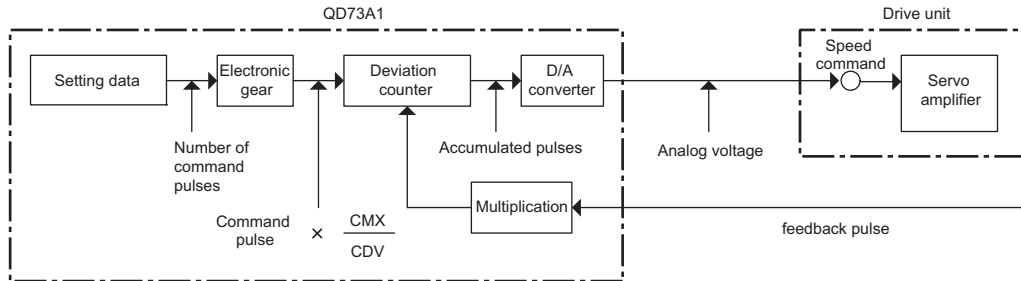 QD73A1
Drive unit
Setting data
Electronic
gear
Deviation
counter
D/A
converter
Speed
command
Servo
amplifier
Number of
command
pulses
Accumulated pulses
Analog voltage
Multiplication
Command
pulse
×
CMX
CDV
feedback pulse